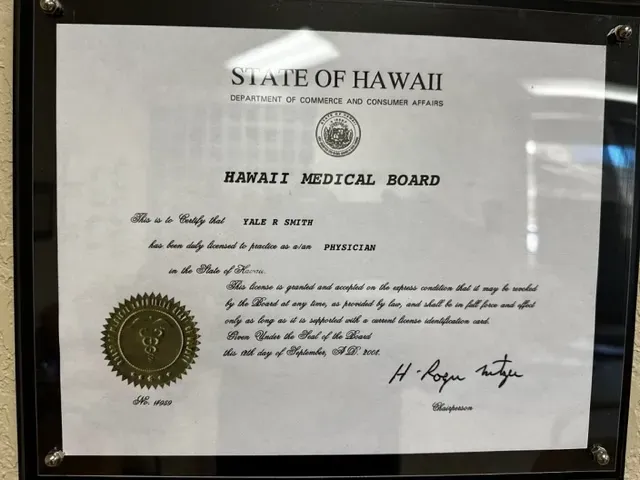 STATE OF HAWAII
DEPARTMENT OF COMMERCE AND CONSUMER AFFAIRS
HAWAII MEDICAL BOARD
This is to Certify that YALE R SMITH
has been duly licensed to practice as a/an PHYSICIAN
in the State of Hawaii.
This license is granted and accepted on the express condition that it may be revoked
by the Board at any time, as provided by law, and shall be in full force and effect
only as long as it is supported with a current license identification card.
Given Under the Seal of the Board
this 12th day of September, A.D. 2008.
Chairperson